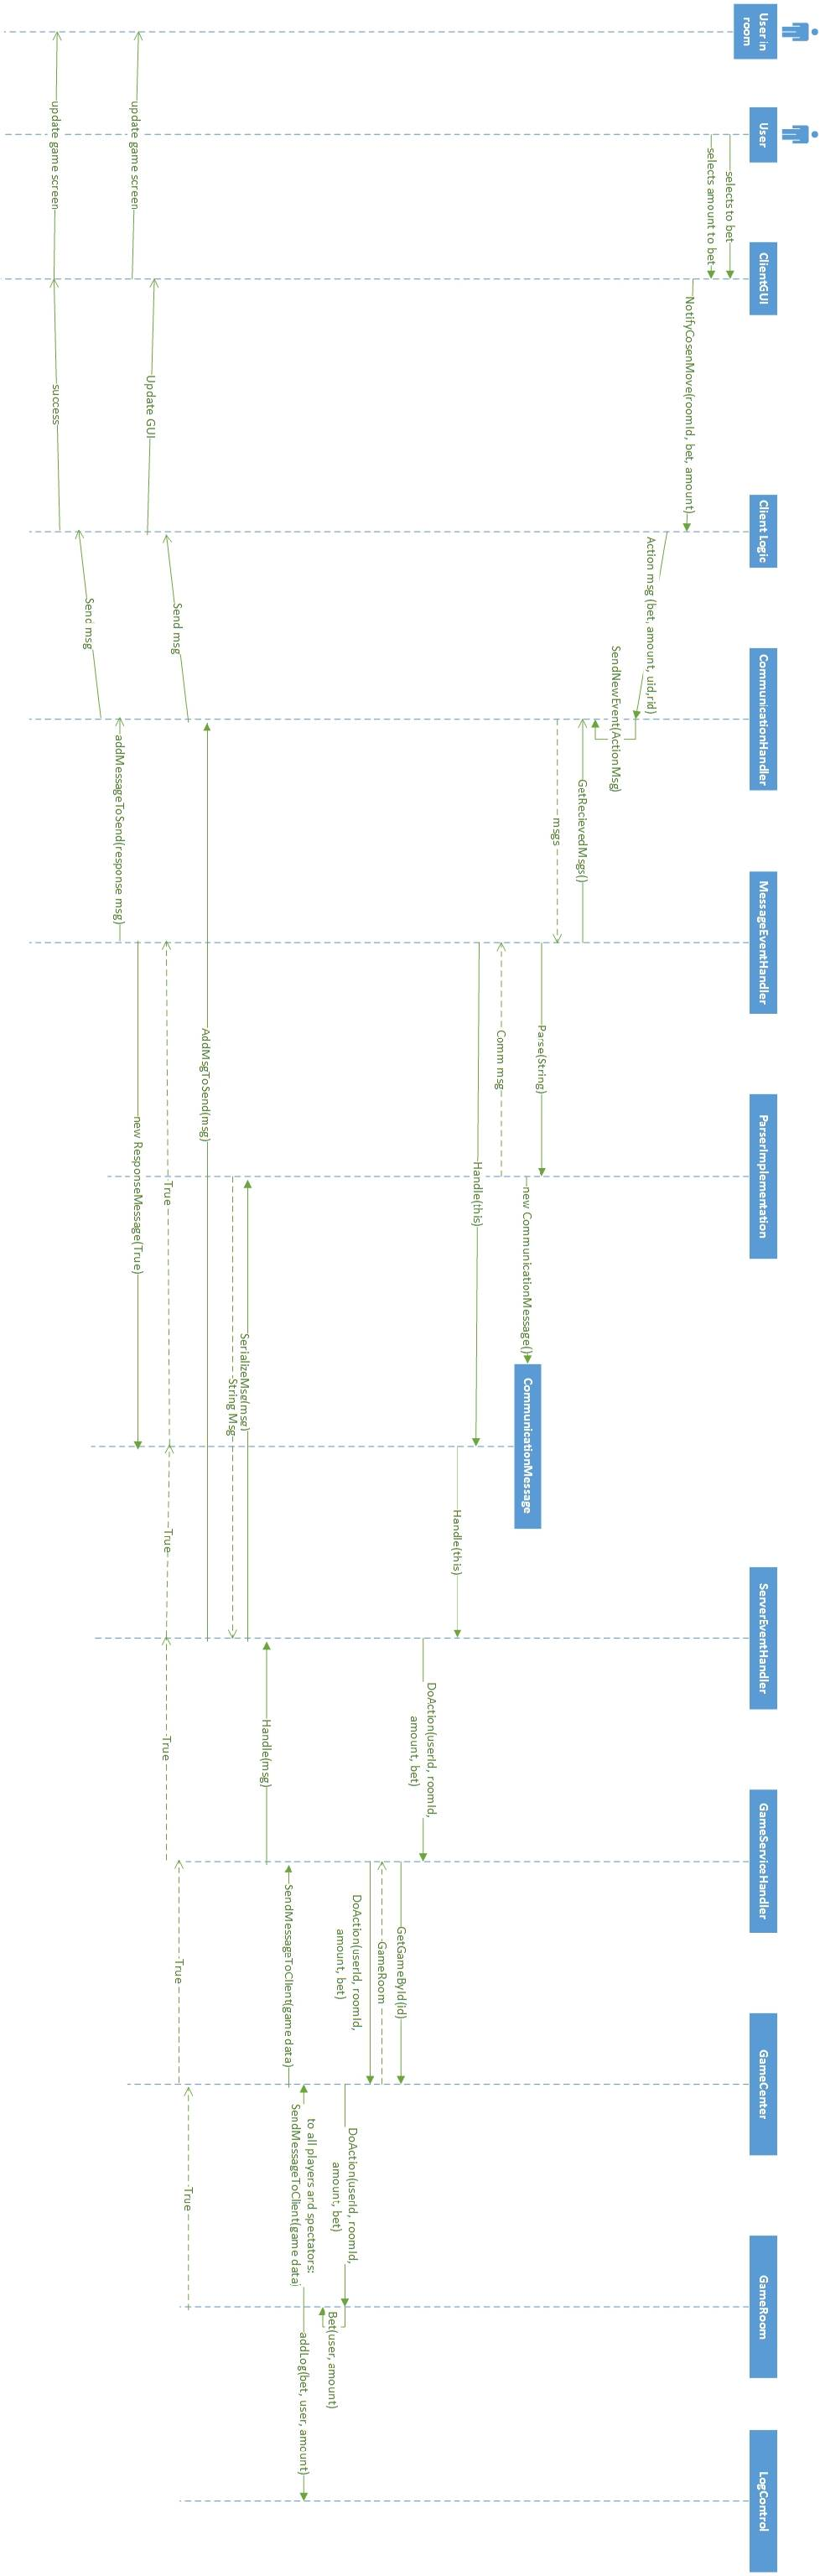 User in
room
User
ClientGUI
Client Logic
CommunicationHandler
MessageEventHandler
ParserImplementation
ServerEventHandler
GameServiceHandler
GameCenter
GameRoom
LogControl
selects to bet
selects amount to bet
NotifyCosenMove(roomId, bet, amount)
Action msg (bet, amount, uid,rid)
SendNewEvent(ActionMsg)
GetRecievedMsgs()
msgs
Parse(String)
new CommunicationMessage()
CommunicationMessage
Comm msg
Handle(this)
Handle(this)
DoAction(userId, roomId,
amount, bet)
GetGameById(id)
GameRoom
DoAction(userId, roomId,
amount, bet)
DoAction(userId, roomId,
amount, bet)
Bet(user, amount)
addLog(bet, user, amount)
to all players and spectators:
SendMessageToClient(game data)
SendMessageToClient(game data)
Handle(msg)
SerializeMsg(msg)
String Msg
AddMsgToSend(msg)
Send msg
Update GUI
update game screen
True
True
True
True
True
new ResponseMessage(True)
addMessageToSend(response msg)
Send msg
success
update game screen